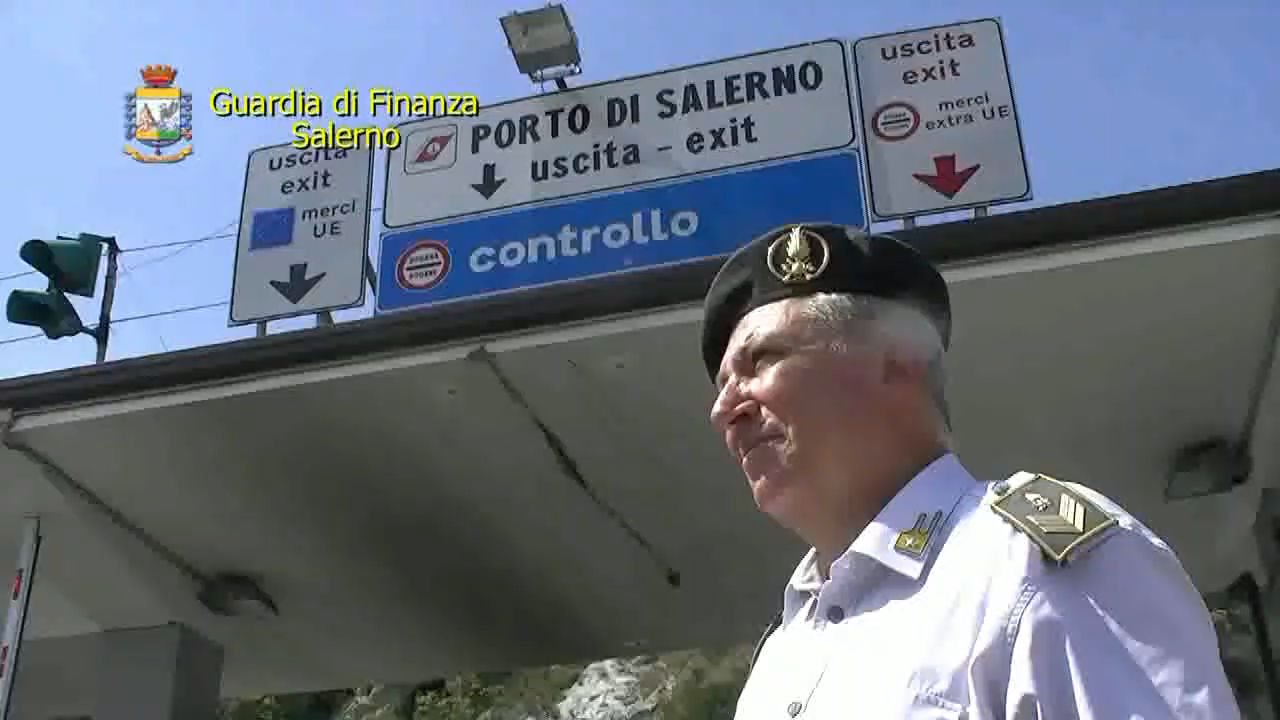 Guardia di Finanza
Salerno
uscita
exit
merci
UE
PORTO DI SALERNO
uscita - exit
controllo
uscita
exit
merci
extra UE